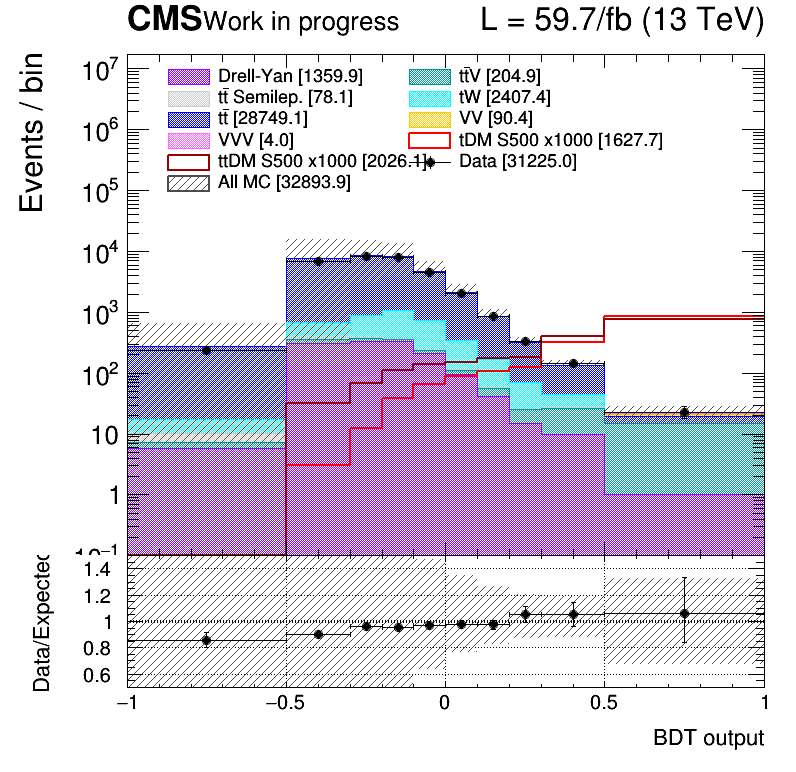 CMS Work in progress L = 59.7/fb (13 TeV)
Events / bin
10⁷
10⁶
10⁵
10⁴
10³
10²
10
1
10⁻¹
Drell-Yan [1359.9]
tt̄V [204.9]
tt̄ Semilep. [78.1]
tW [2407.4]
tt̄ [28749.1]
VV [90.4]
VVV [4.0]
tDM S500 x1000 [1627.7]
ttDM S500 x1000 [2026.1]
Data [31225.0]
All MC [32893.9]
Data/Expected
1.4
1.2
1
0.8
0.6
−1 −0.5 0 0.5 1
BDT output